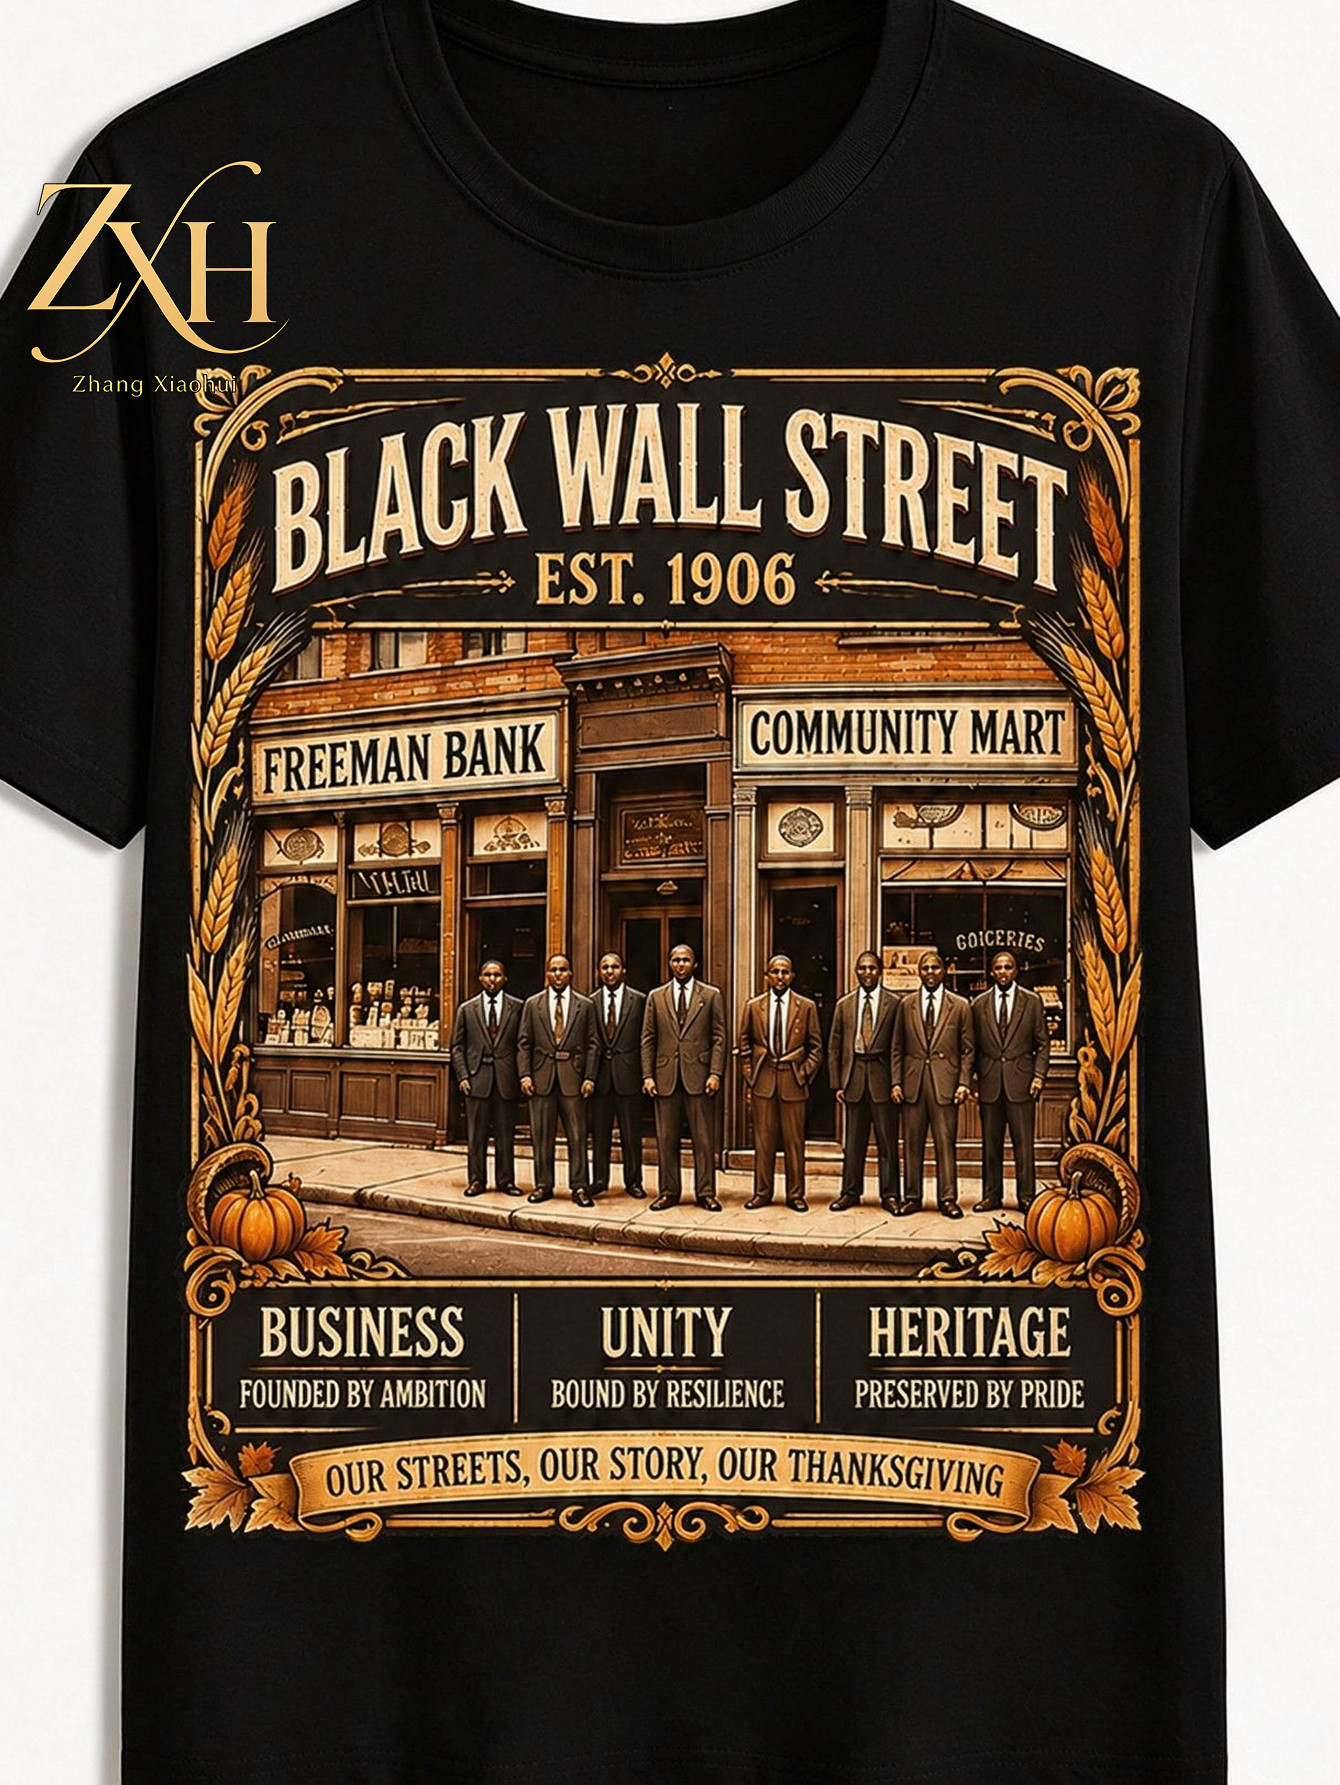 ZXH
Zhang Xiaohui
BLACK WALL STREET
EST. 1906
FREEMAN BANK
COMMUNITY MART
GOICERIES
BUSINESS
FOUNDED BY AMBITION
UNITY
BOUND BY RESILIENCE
HERITAGE
PRESERVED BY PRIDE
OUR STREETS, OUR STORY, OUR THANKSGIVING